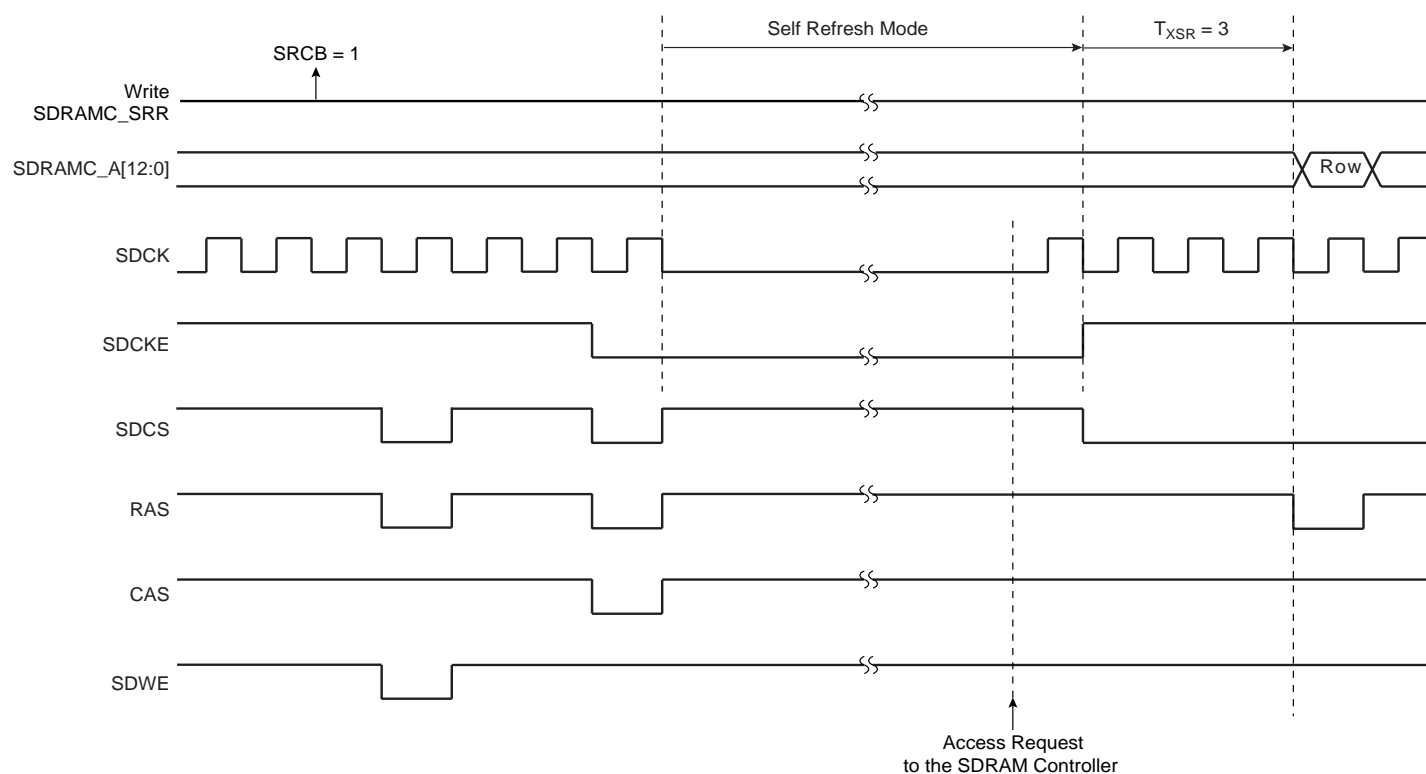 Self Refresh Mode
TXSR = 3
SRCB = 1
Write
SDRAMC_SRR
SDRAMC_A[12:0]
Row
SDCK
SDCKE
SDCS
RAS
CAS
SDWE
Access Request
to the SDRAM Controller